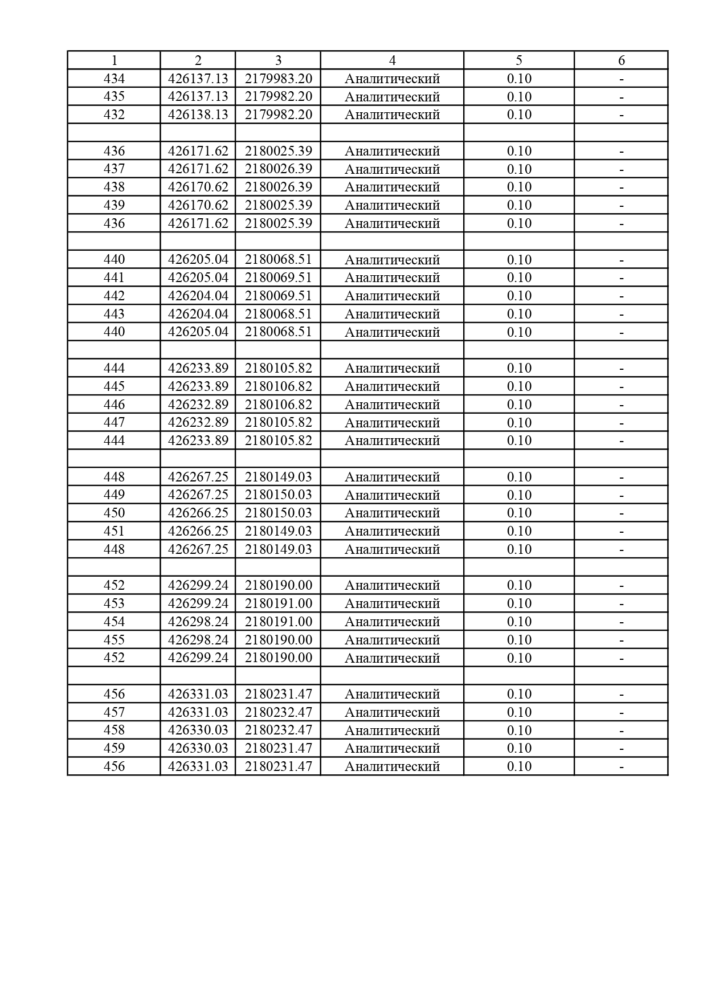 1 2 3 4 5 6
434 426137.13 2179983.20 Аналитический 0.10 -
435 426137.13 2179982.20 Аналитический 0.10 -
432 426138.13 2179982.20 Аналитический 0.10 -
436 426171.62 2180025.39 Аналитический 0.10 -
437 426171.62 2180026.39 Аналитический 0.10 -
438 426170.62 2180026.39 Аналитический 0.10 -
439 426170.62 2180025.39 Аналитический 0.10 -
436 426171.62 2180025.39 Аналитический 0.10 -
440 426205.04 2180068.51 Аналитический 0.10 -
441 426205.04 2180069.51 Аналитический 0.10 -
442 426204.04 2180069.51 Аналитический 0.10 -
443 426204.04 2180068.51 Аналитический 0.10 -
440 426205.04 2180068.51 Аналитический 0.10 -
444 426233.89 2180105.82 Аналитический 0.10 -
445 426233.89 2180106.82 Аналитический 0.10 -
446 426232.89 2180106.82 Аналитический 0.10 -
447 426232.89 2180105.82 Аналитический 0.10 -
444 426233.89 2180105.82 Аналитический 0.10 -
448 426267.25 2180149.03 Аналитический 0.10 -
449 426267.25 2180150.03 Аналитический 0.10 -
450 426266.25 2180150.03 Аналитический 0.10 -
451 426266.25 2180149.03 Аналитический 0.10 -
448 426267.25 2180149.03 Аналитический 0.10 -
452 426299.24 2180190.00 Аналитический 0.10 -
453 426299.24 2180191.00 Аналитический 0.10 -
454 426298.24 2180191.00 Аналитический 0.10 -
455 426298.24 2180190.00 Аналитический 0.10 -
452 426299.24 2180190.00 Аналитический 0.10 -
456 426331.03 2180231.47 Аналитический 0.10 -
457 426331.03 2180232.47 Аналитический 0.10 -
458 426330.03 2180232.47 Аналитический 0.10 -
459 426330.03 2180231.47 Аналитический 0.10 -
456 426331.03 2180231.47 Аналитический 0.10 -